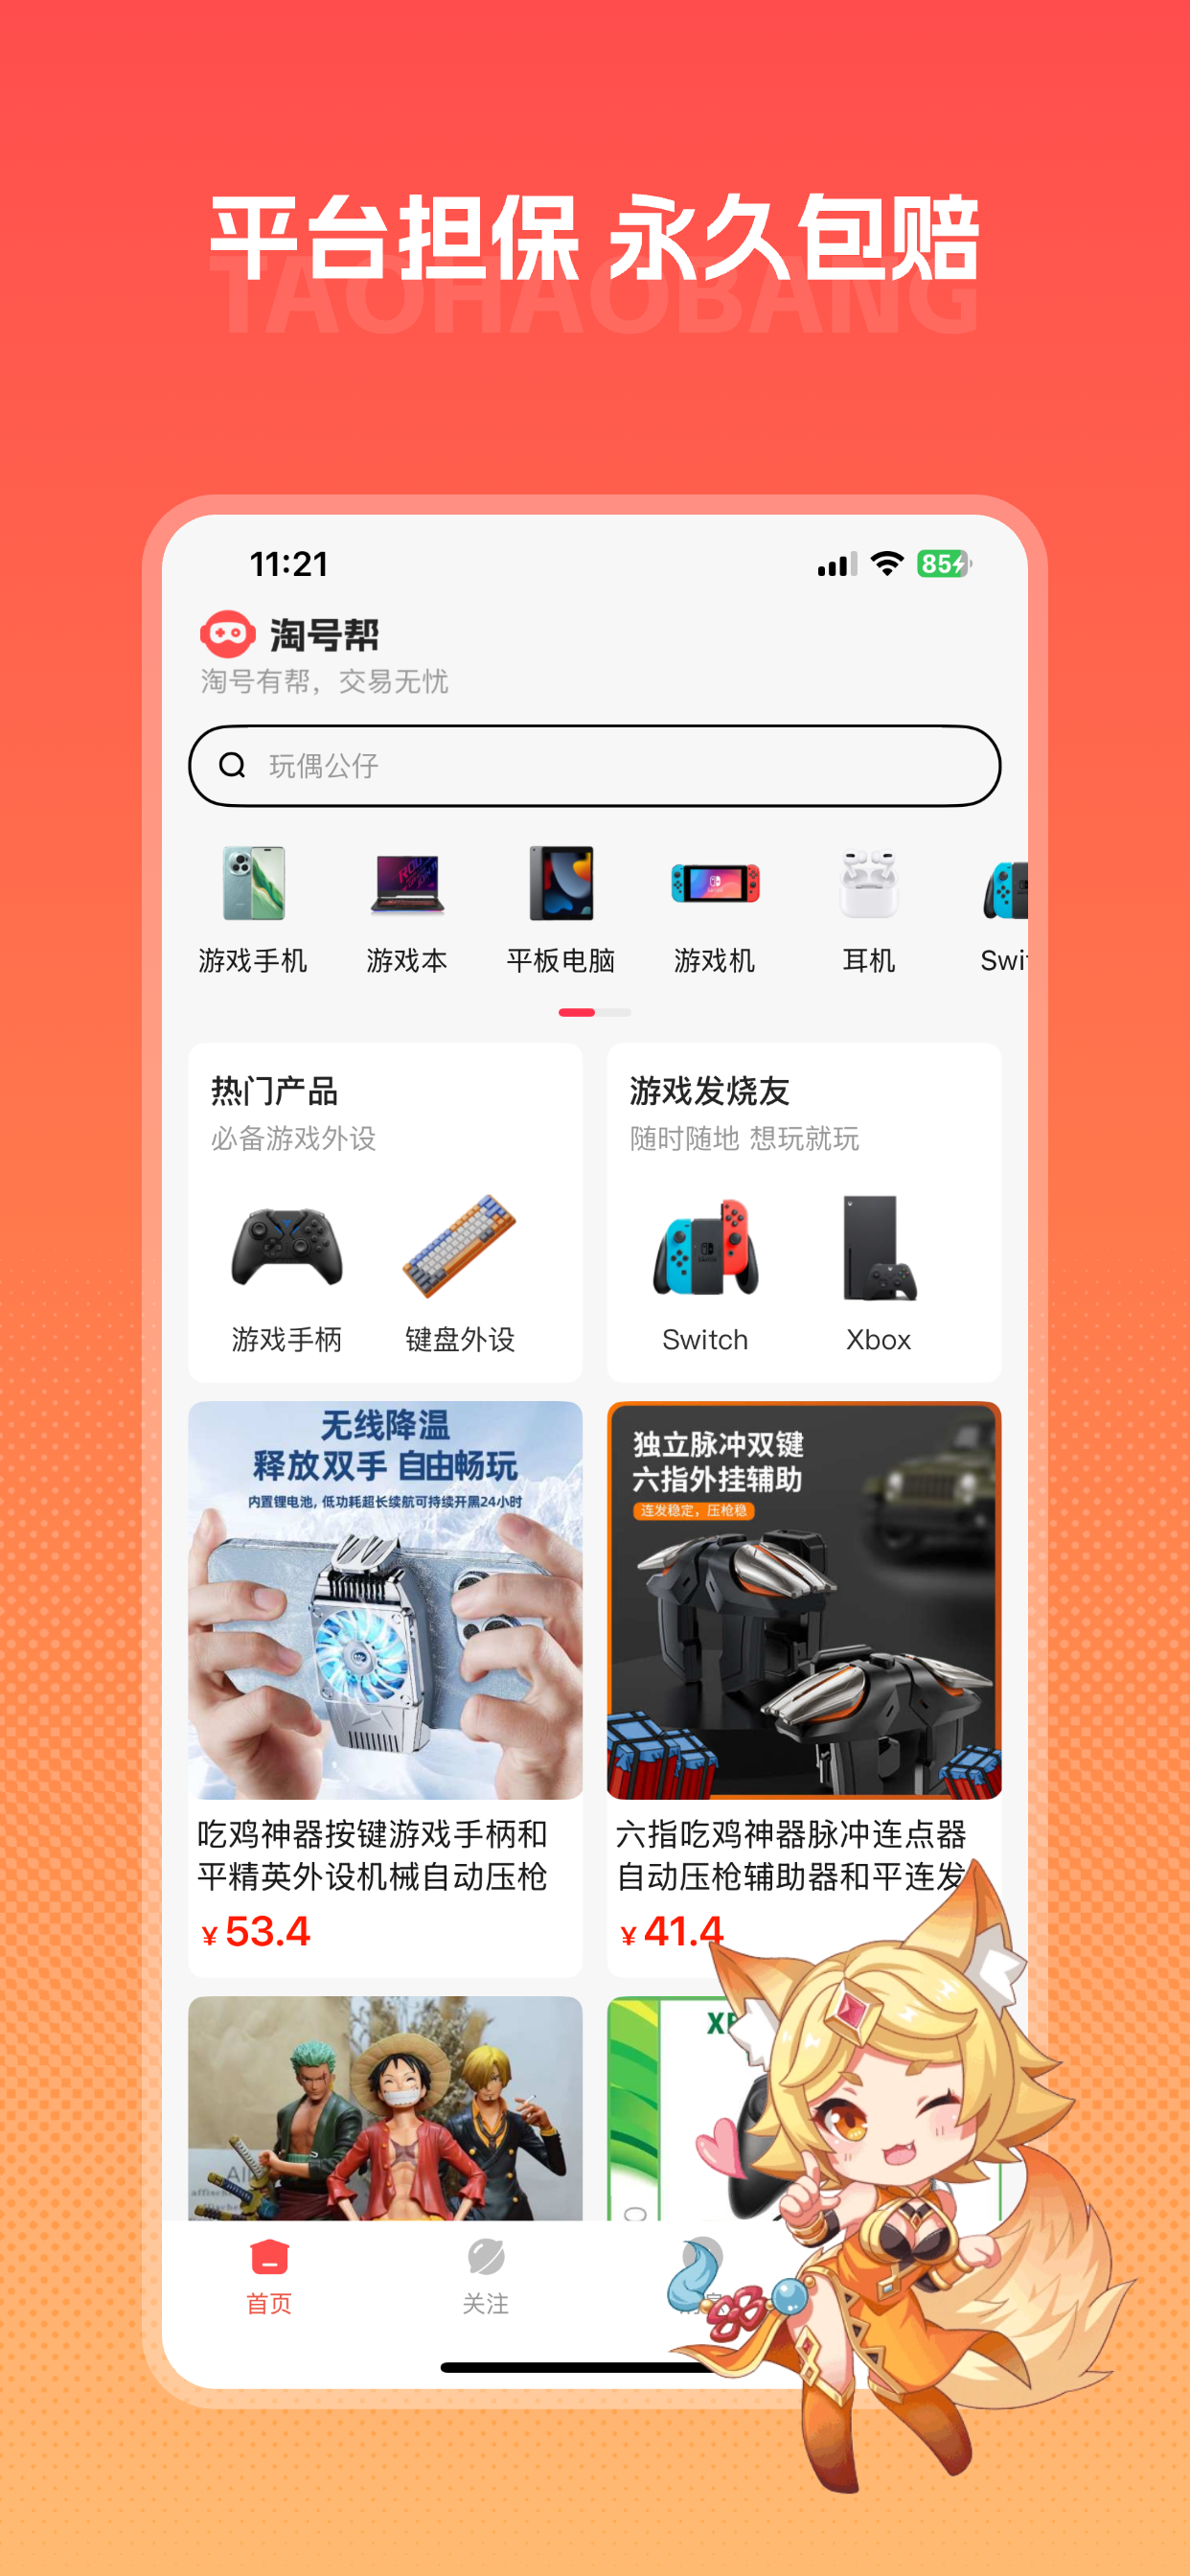 平台担保 永久包赔
TAOHAOBANG
11:21
85
淘号帮
淘号有帮，交易无忧
玩偶公仔
游戏手机 游戏本 平板电脑 游戏机 耳机 Swit
热门产品
必备游戏外设
游戏手柄 键盘外设
游戏发烧友
随时随地 想玩就玩
Switch Xbox
无线降温
释放双手 自由畅玩
内置锂电池, 低功耗超长续航可持续开黑24小时
吃鸡神器按键游戏手柄和
平精英外设机械自动压枪
¥ 53.4
独立脉冲双键
六指外挂辅助
连发稳定，压枪稳
六指吃鸡神器脉冲连点器
自动压枪辅助器和平连发
¥ 41.4
首页 关注